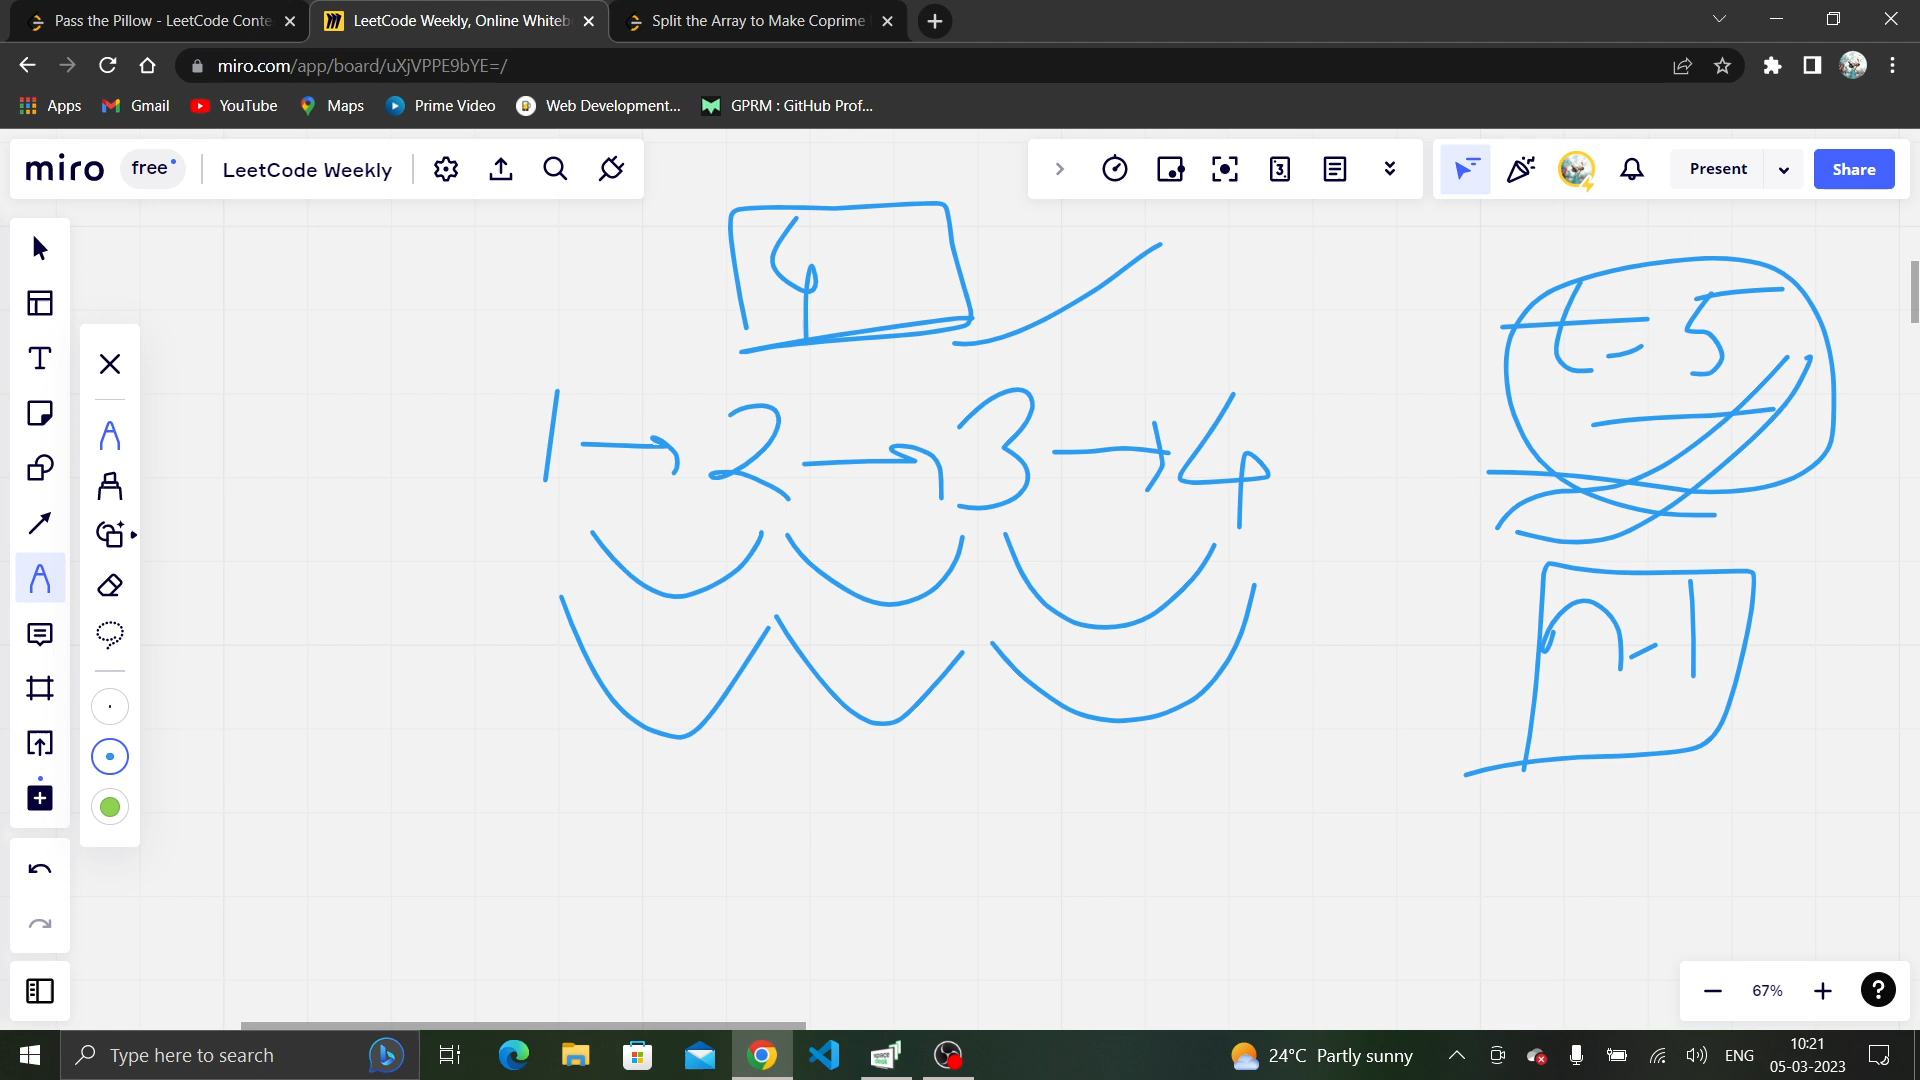 Pass the Pillow - LeetCode Conte
LeetCode Weekly, Online Whiteb
Split the Array to Make Coprime
miro.com/app/board/uXjVPPE9bYE=/
Apps
Gmail
YouTube
Maps
Prime Video
Web Development...
GPRM : GitHub Prof...
miro
free
LeetCode Weekly
3
Present
Share
4
t = 5
1 → 2 → 3 → 4
n - 1
67%
?
Type here to search
24°C Partly sunny
ENG
10:21
05-03-2023